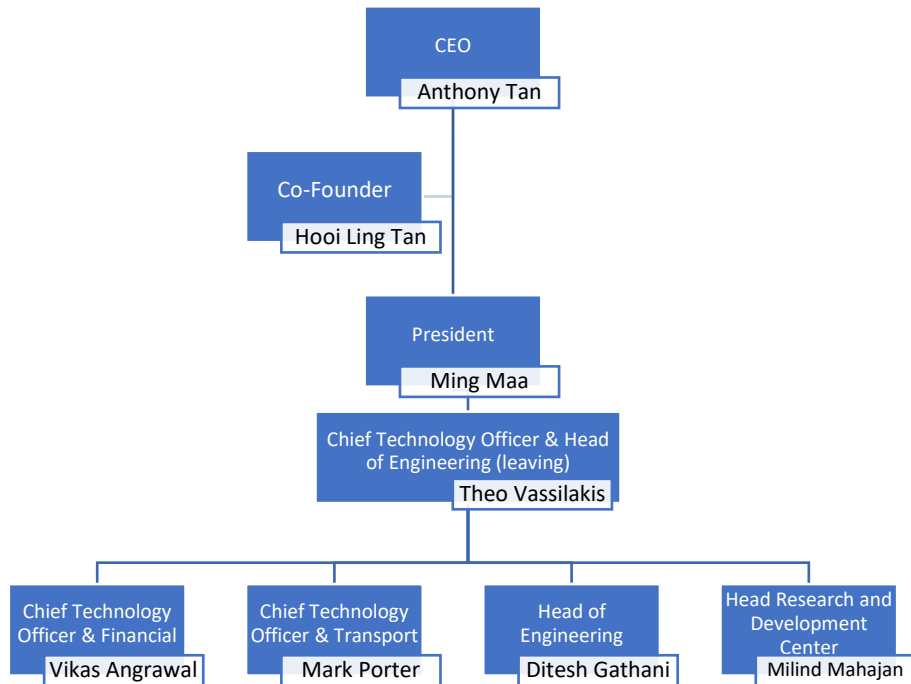 CEO
Anthony Tan
Co-Founder
Hooi Ling Tan
President
Ming Maa
Chief Technology Officer & Head
of Engineering (leaving)
Theo Vassilakis
Chief Technology
Officer & Financial
Vikas Angrawal
Chief Technology
Officer & Transport
Mark Porter
Head of
Engineering
Ditesh Gathani
Head Research and
Development
Center
Milind Mahajan